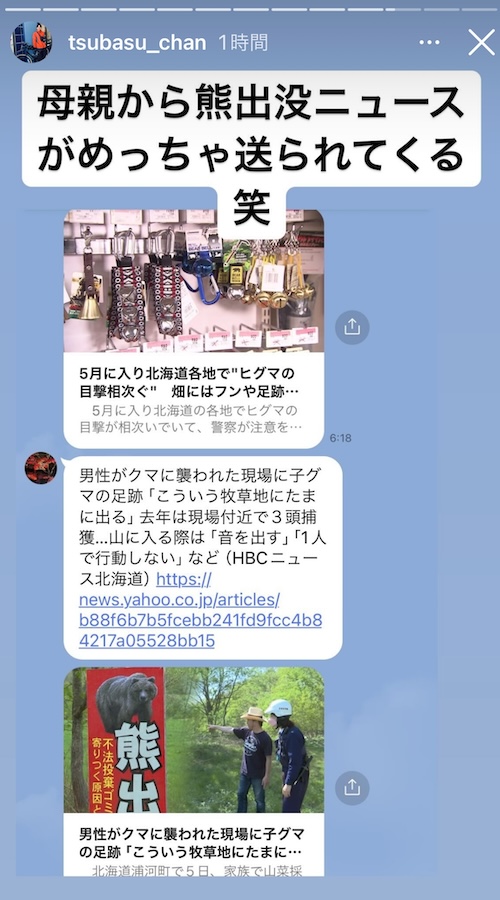 tsubasu_chan 1時間
母親から熊出没ニュース
がめっちゃ送られてくる
笑
5月に入り北海道各地で"ヒグマの
目撃相次ぐ" 畑にはフンや足跡…
5月に入り北海道の各地でヒグマの
目撃が相次いでいて、警察が注意を…
6:18
男性がクマに襲われた現場に子グ
マの足跡「こういう牧草地にたま
に出る」去年は現場付近で３頭捕
獲…山に入る際は「音を出す」「1人
で行動しない」など（HBCニュー
ス北海道）https://
news.yahoo.co.jp/articles/
b88f6b7b5fcebb241fd9fcc4b8
4217a05528bb15
熊出
不法投棄ゴミ
寄りつく原因と
男性がクマに襲われた現場に子グマ
の足跡「こういう牧草地にたまに…
北海道浦河町で５日、家族で山菜採